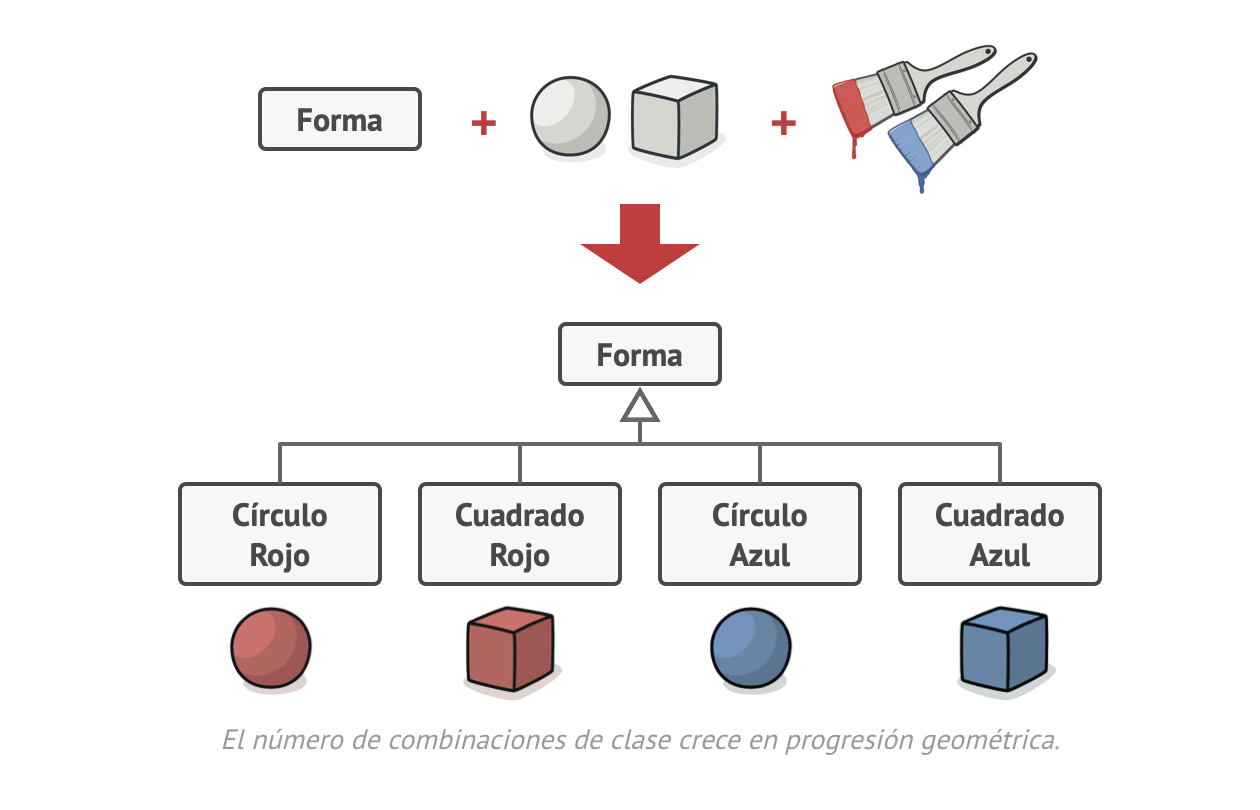 Forma
+
+
Forma
Círculo
Rojo
Cuadrado
Rojo
Círculo
Azul
Cuadrado
Azul
El número de combinaciones de clase crece en progresión geométrica.